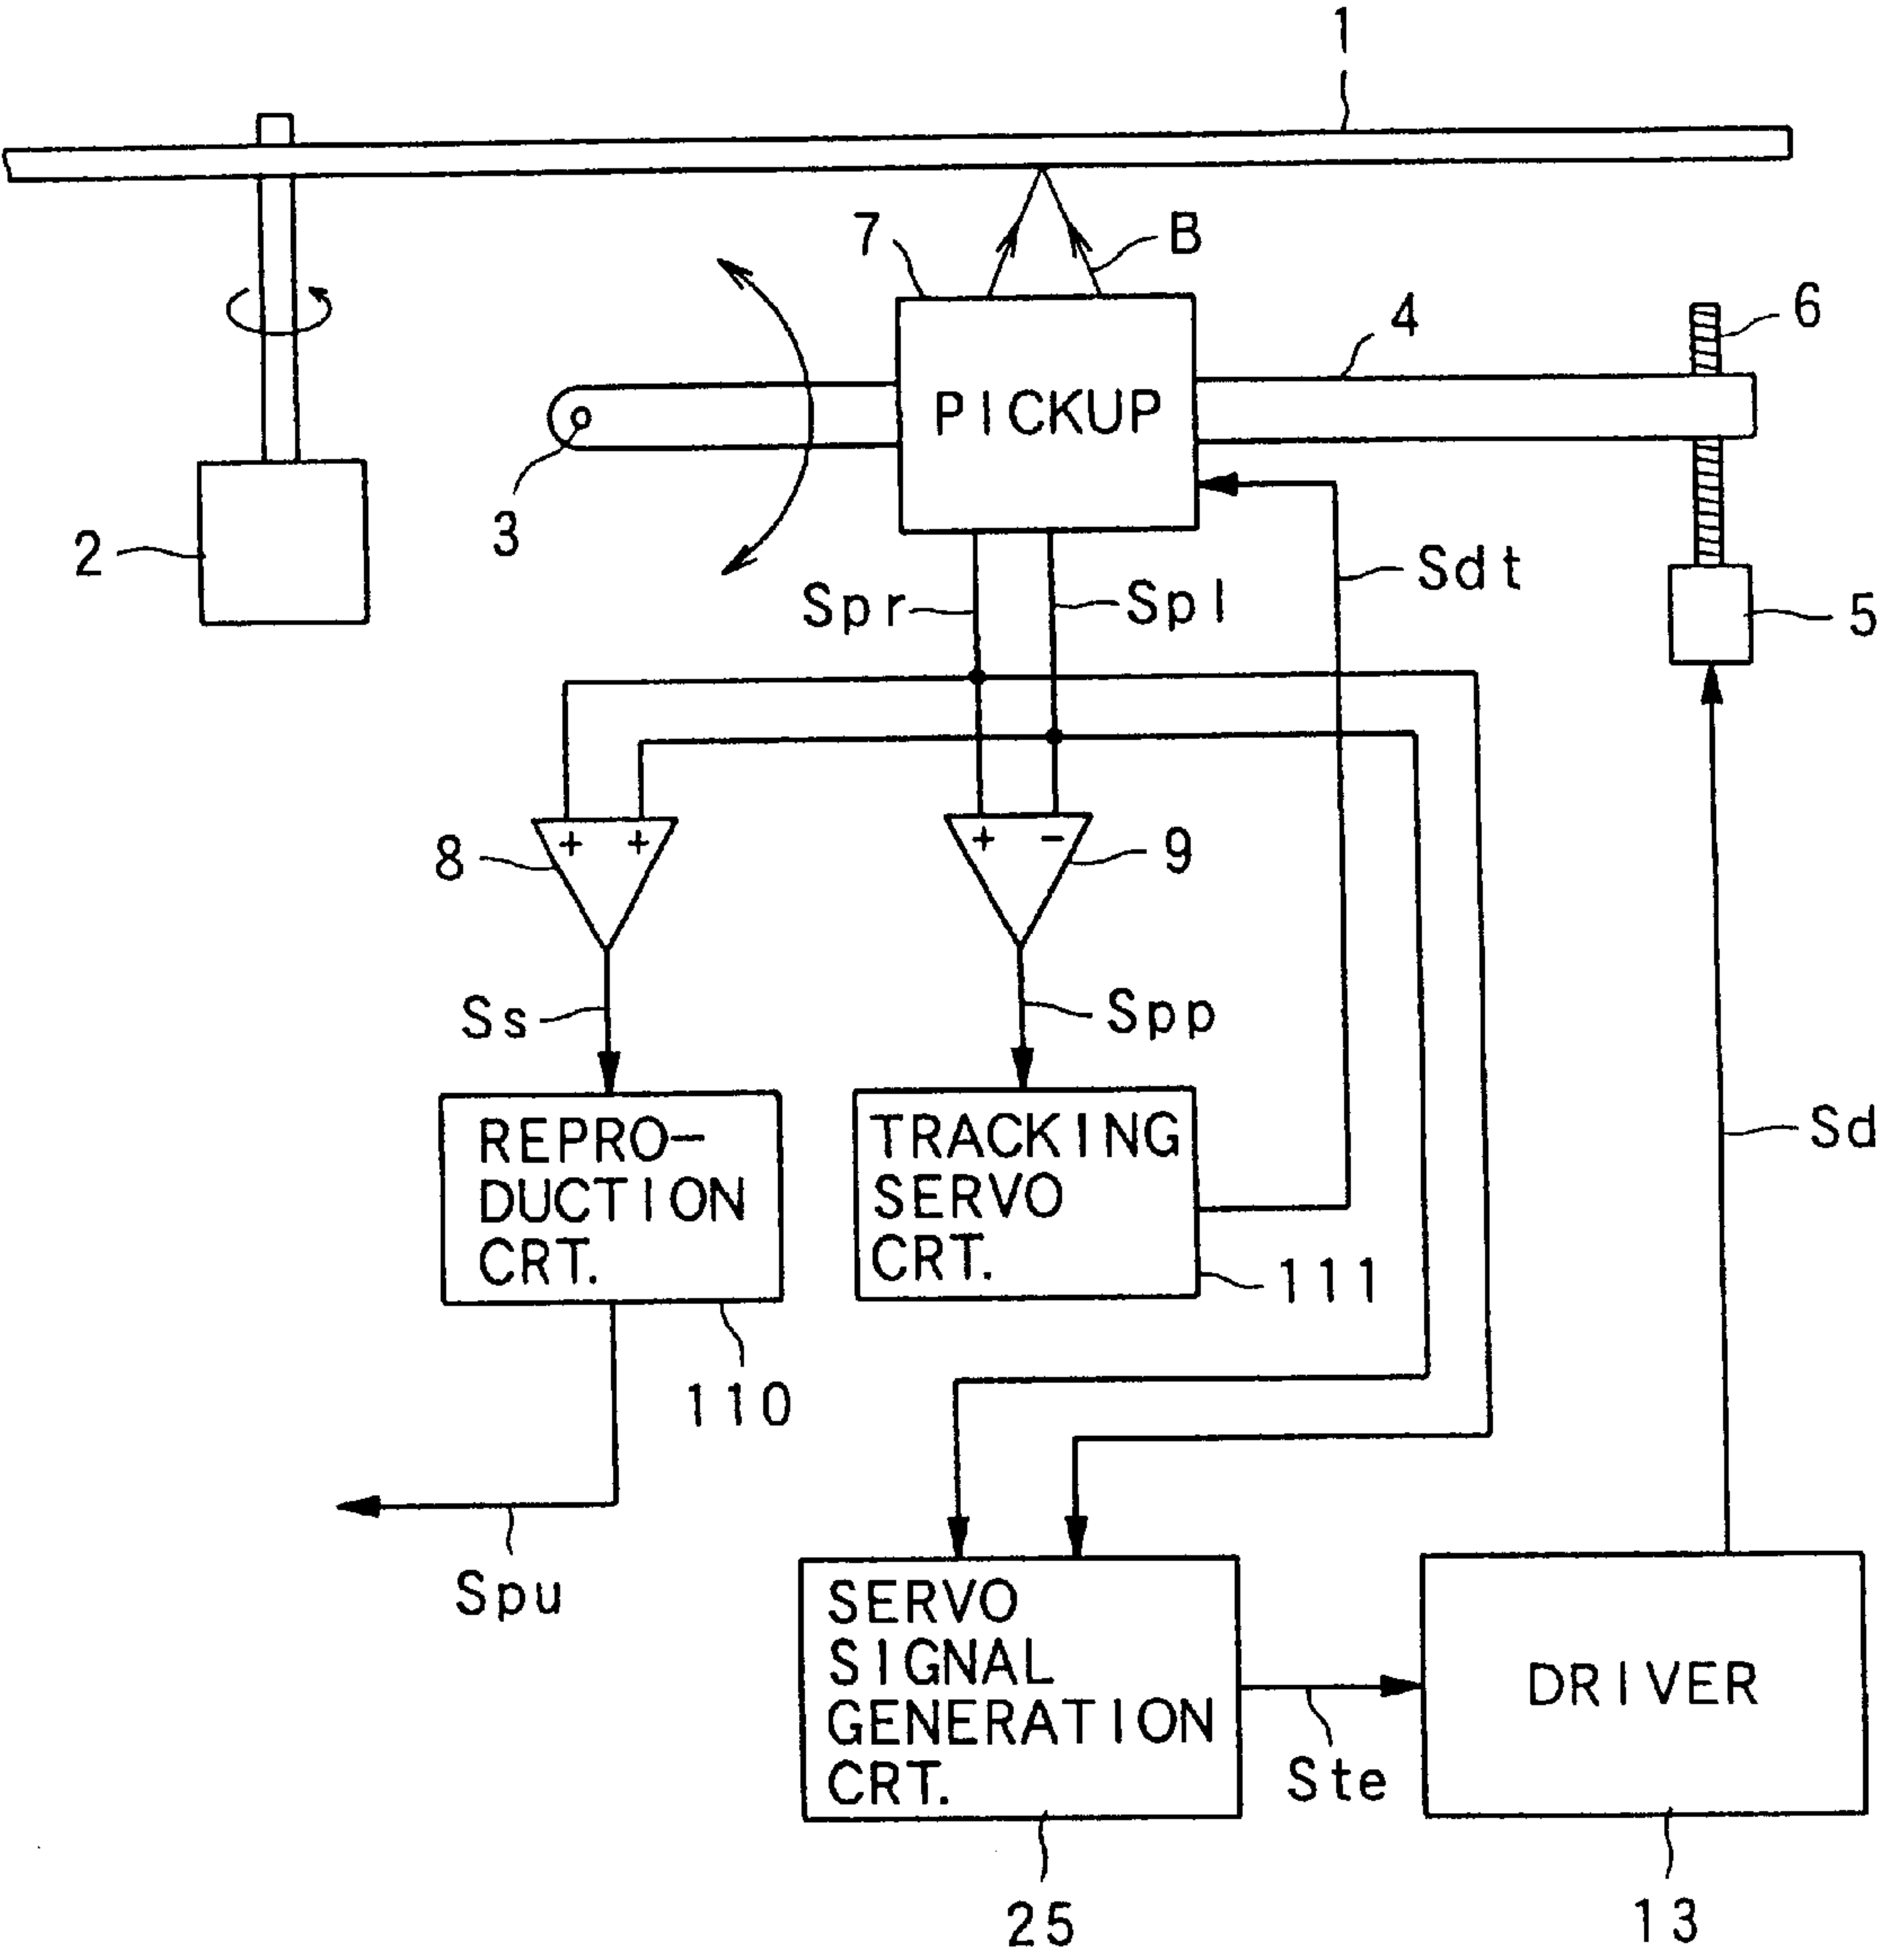 1
7
B
4
6
PICKUP
3
2
Sdt
Spr
Spl
5
+ +
+ -
8
9
Ss
Spp
Sd
REPRO-
DUCTION
CRT.
TRACKING
SERVO
CRT.
111
110
Spu
SERVO
SIGNAL
GENERATION
CRT.
DRIVER
Ste
25
13